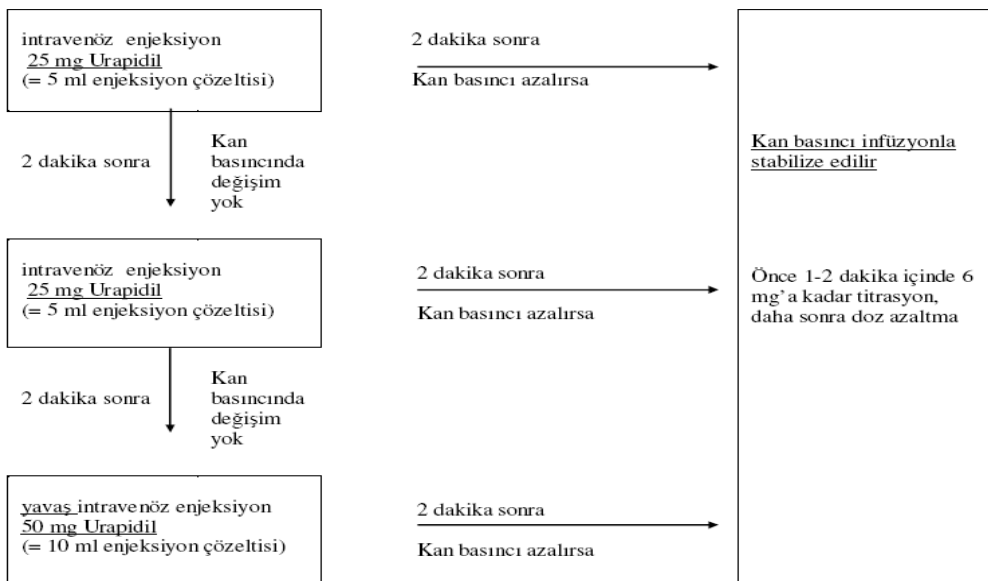 intravenöz enjeksiyon
25 mg Urapidil
(= 5 ml enjeksiyon çözeltisi)
2 dakika sonra
Kan basıncı azalırsa
2 dakika sonra
Kan
basıncında
değişim
yok
Kan basıncı infüzyonla
stabilize edilir
intravenöz enjeksiyon
25 mg Urapidil
(= 5 ml enjeksiyon çözeltisi)
2 dakika sonra
Kan basıncı azalırsa
Önce 1-2 dakika içinde 6
mg’a kadar titrasyon,
daha sonra doz azaltma
2 dakika sonra
Kan
basıncında
değişim
yok
yavaş intravenöz enjeksiyon
50 mg Urapidil
(= 10 ml enjeksiyon çözeltisi)
2 dakika sonra
Kan basıncı azalırsa